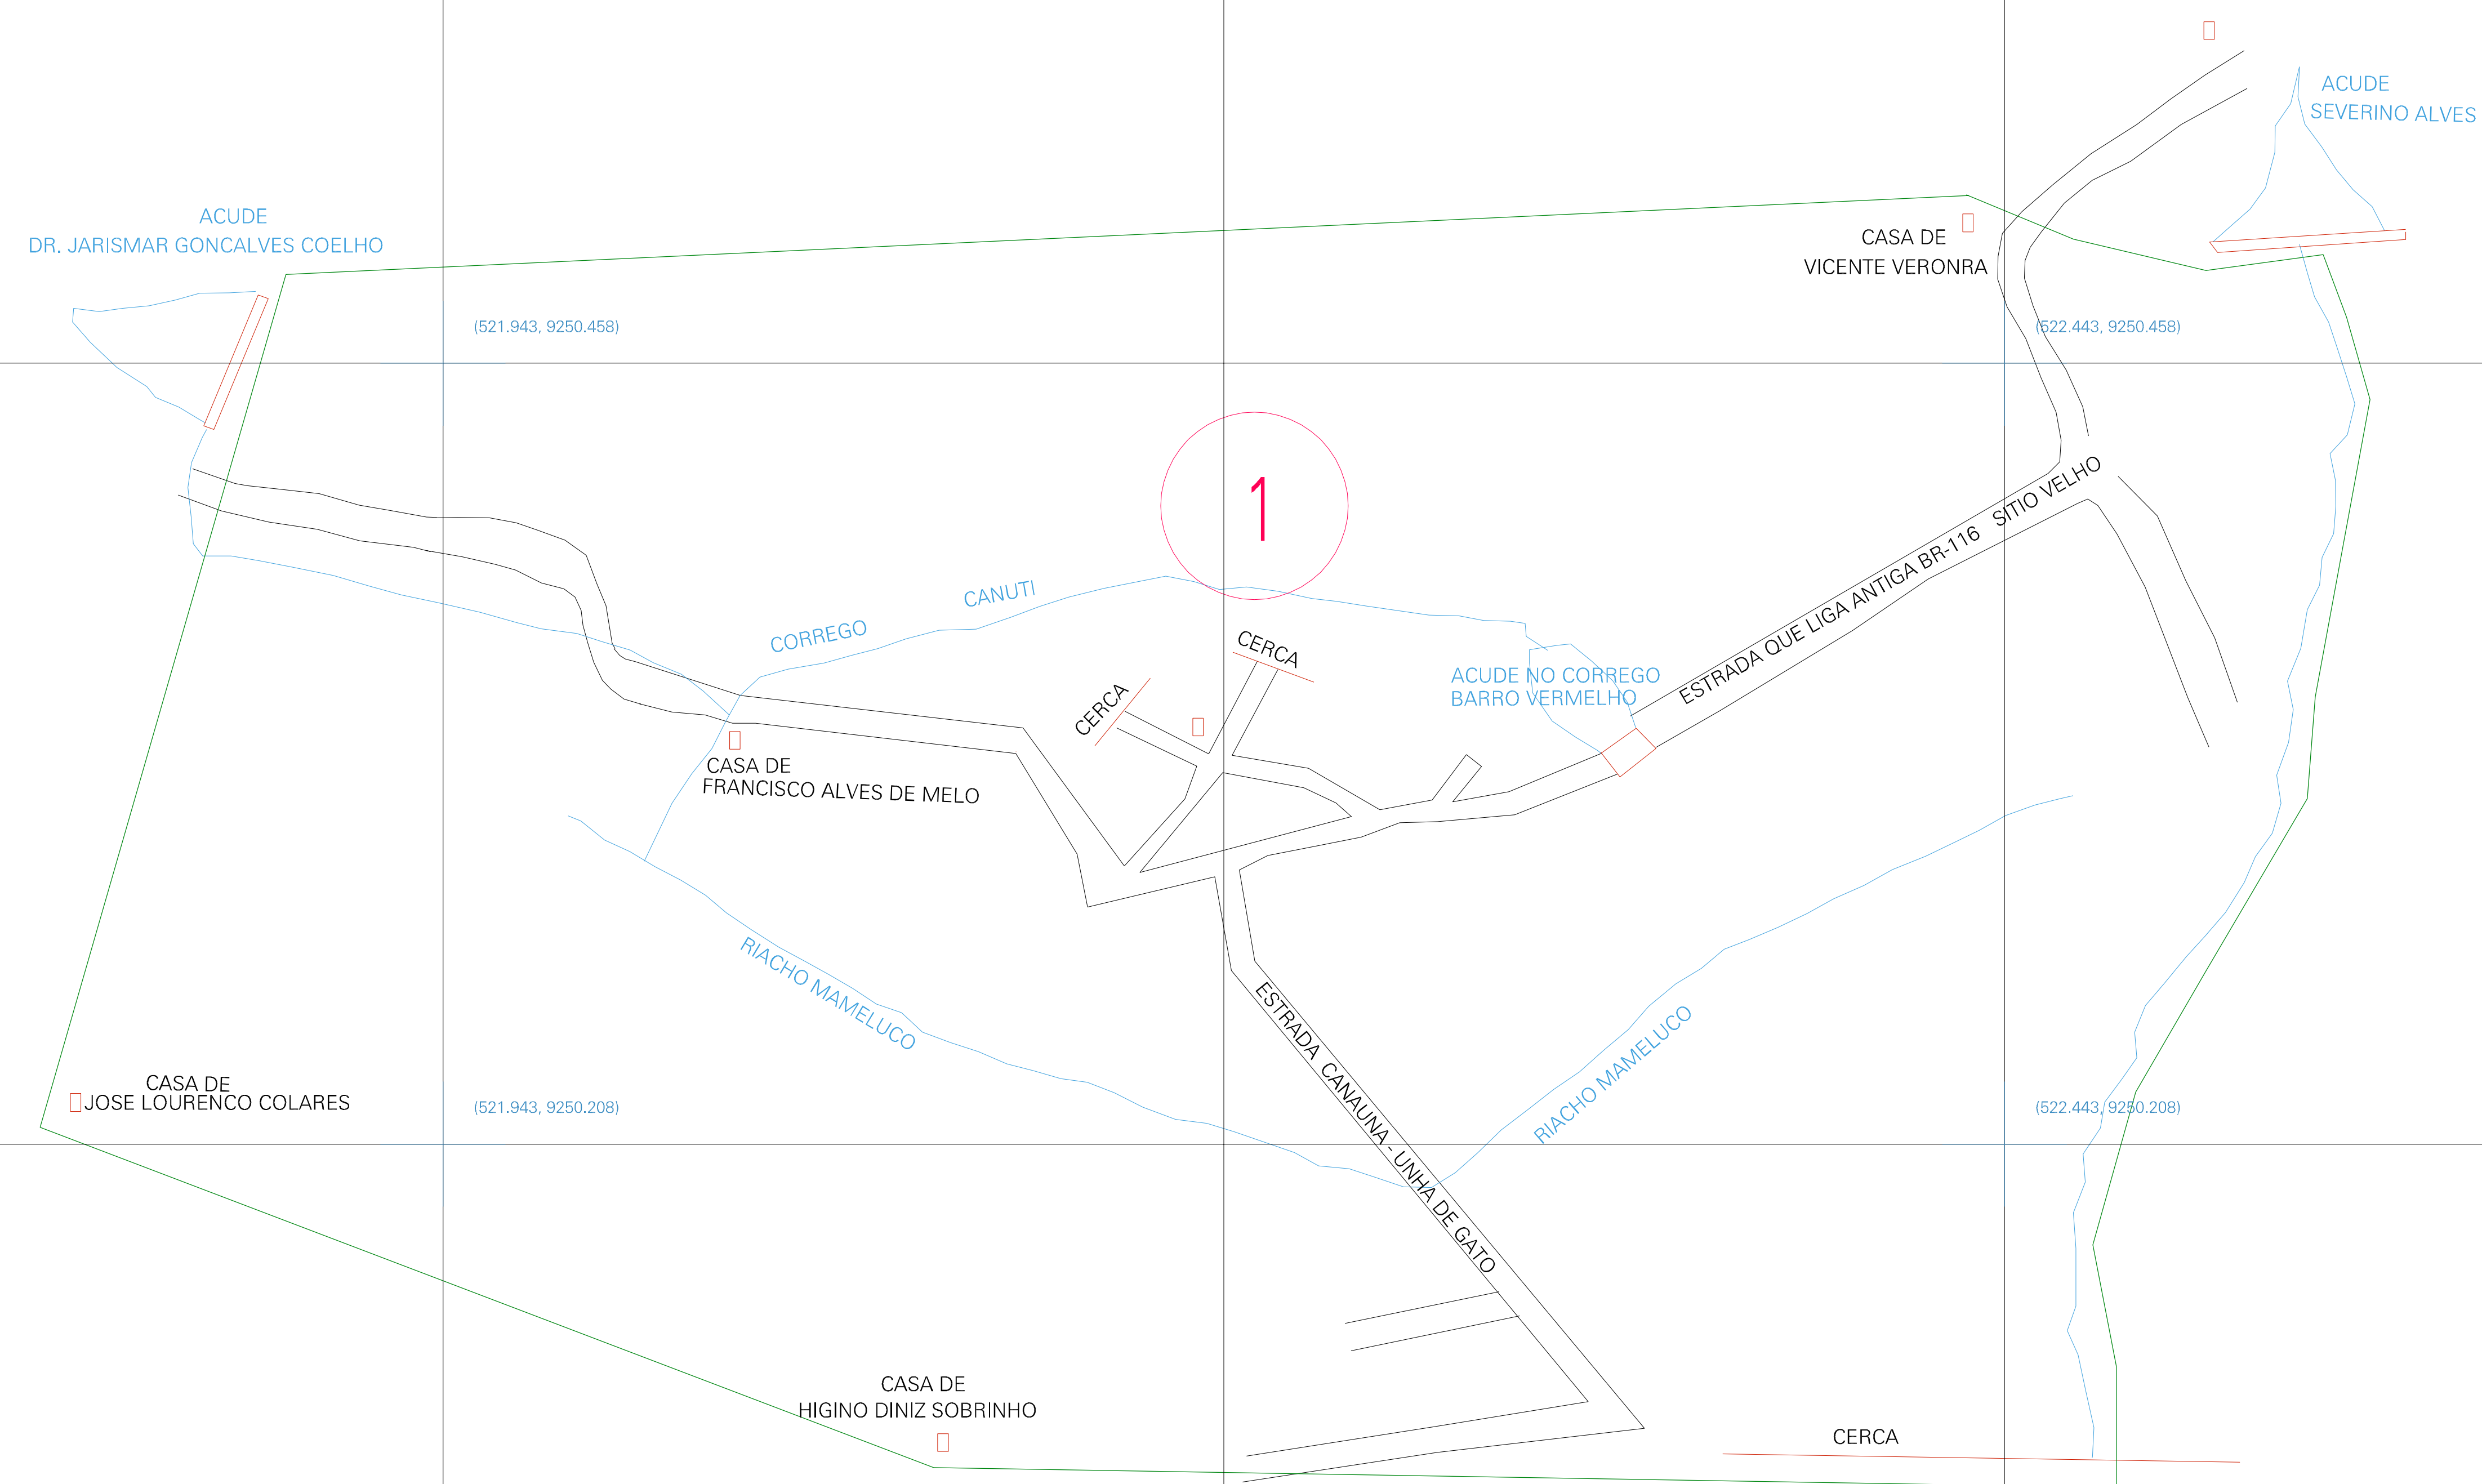 ACUDE
SEVERINO ALVES
ACUDE
DR. JARISMAR GONCALVES COELHO
CASA DE
VICENTE VERONRA
(521.943, 9250.458)
(522.443, 9250.458)
1
ESTRADA QUE LIGA ANTIGA BR-116 SITIO VELHO
CORREGO CANUTI
CERCA
CERCA
ACUDE NO CORREGO
BARRO VERMELHO
CASA DE
FRANCISCO ALVES DE MELO
RIACHO MAMELUCO
ESTRADA CANAUNA - UNHA DE GATO
RIACHO MAMELUCO
CASA DE
JOSE LOURENCO COLARES
(521.943, 9250.208)
(522.443, 9250.208)
CASA DE
HIGINO DINIZ SOBRINHO
CERCA